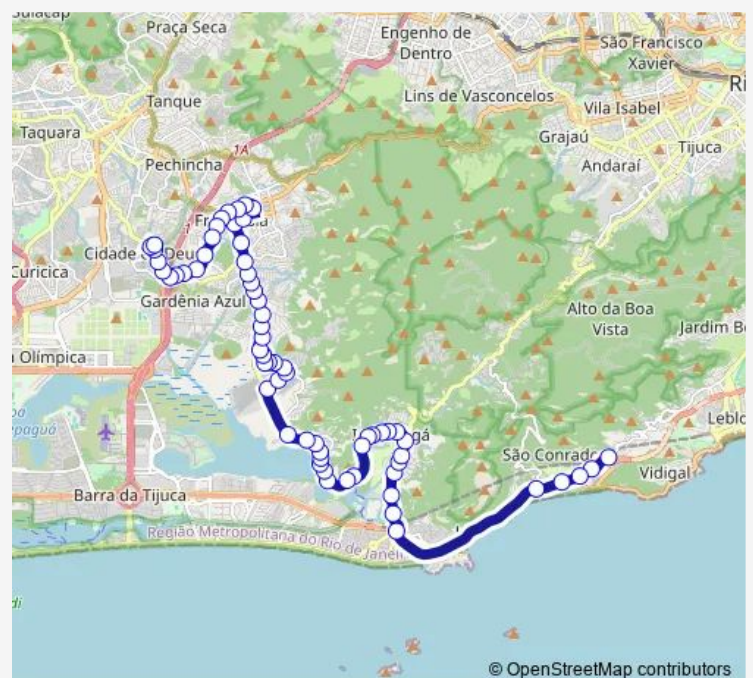 Praça Seca
Engenho de
Dentro
São Francisco
Xavier
Tanque
Lins de Vasconcelos
Vila Isabel
Taquara
Grajaú
Tijuca
1A
Pechincha
Andaraí
Cidade
Curicica
Gardênia Azul
Alto da Boa
Vista
Jardim
Olímpica
São Conrado
Vidigal
Barra da Tijuca
Região Metropolitana do Rio de Janeiro
© OpenStreetMap contributors